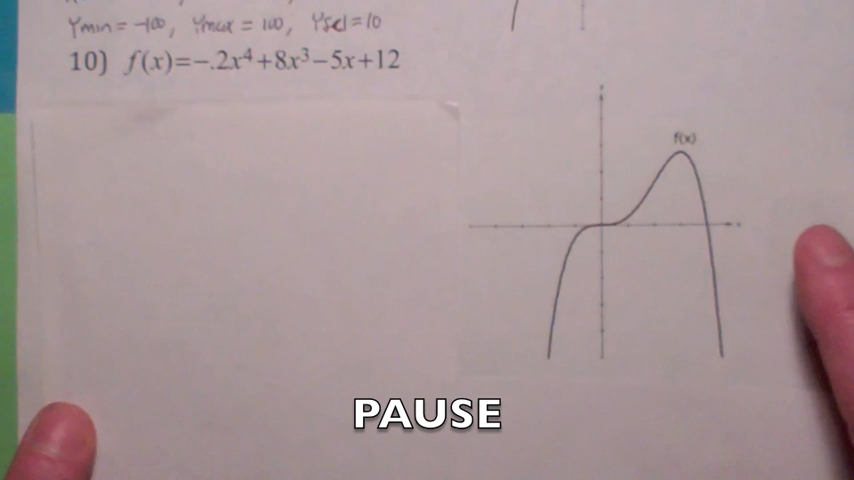 Ymin = -100, Ymax = 100, Yscl = 10
10) f(x)=-.2x⁴+8x³-5x+12
f(x)
x
PAUSE